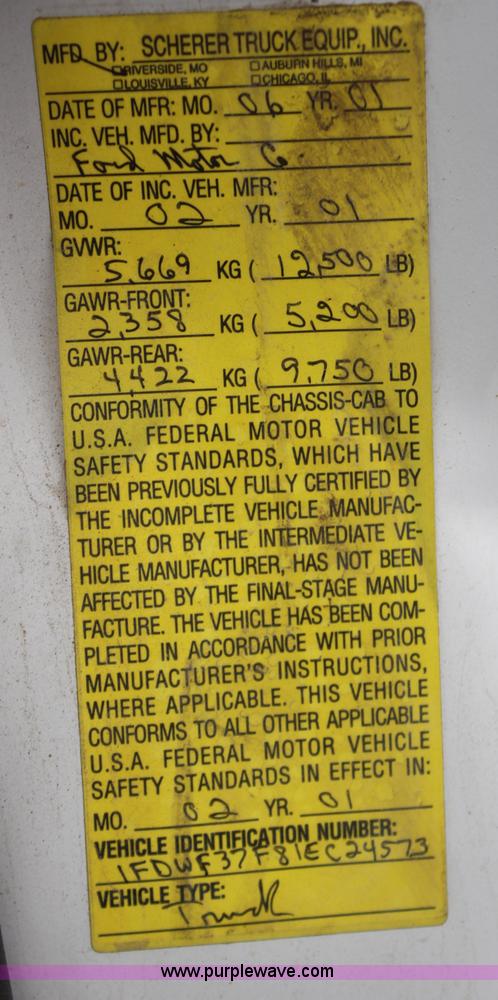 MFD BY: SCHERER TRUCK EQUIP., INC.
☑RIVERSIDE, MO ☐AUBURN HILLS, MI
☐LOUISVILLE, KY ☐CHICAGO, IL
DATE OF MFR: MO. 06 YR. 01
INC. VEH. MFD. BY:
Ford Motor Co
DATE OF INC. VEH. MFR:
MO. 02 YR. 01
GVWR:
5,669 KG ( 12,500 LB)
GAWR-FRONT:
2,358 KG ( 5,200 LB)
GAWR-REAR:
4,422 KG ( 9,750 LB)
CONFORMITY OF THE CHASSIS-CAB TO
U.S.A. FEDERAL MOTOR VEHICLE
SAFETY STANDARDS, WHICH HAVE
BEEN PREVIOUSLY FULLY CERTIFIED BY
THE INCOMPLETE VEHICLE MANUFAC-
TURER OR BY THE INTERMEDIATE VE-
HICLE MANUFACTURER, HAS NOT BEEN
AFFECTED BY THE FINAL-STAGE MANU-
FACTURE. THE VEHICLE HAS BEEN COM-
PLETED IN ACCORDANCE WITH PRIOR
MANUFACTURER'S INSTRUCTIONS,
WHERE APPLICABLE. THIS VEHICLE
CONFORMS TO ALL OTHER APPLICABLE
U.S.A. FEDERAL MOTOR VEHICLE
SAFETY STANDARDS IN EFFECT IN:
MO. 02 YR. 01
VEHICLE IDENTIFICATION NUMBER:
1FDWF37F81EC24573
VEHICLE TYPE:
Truck
www.purplewave.com